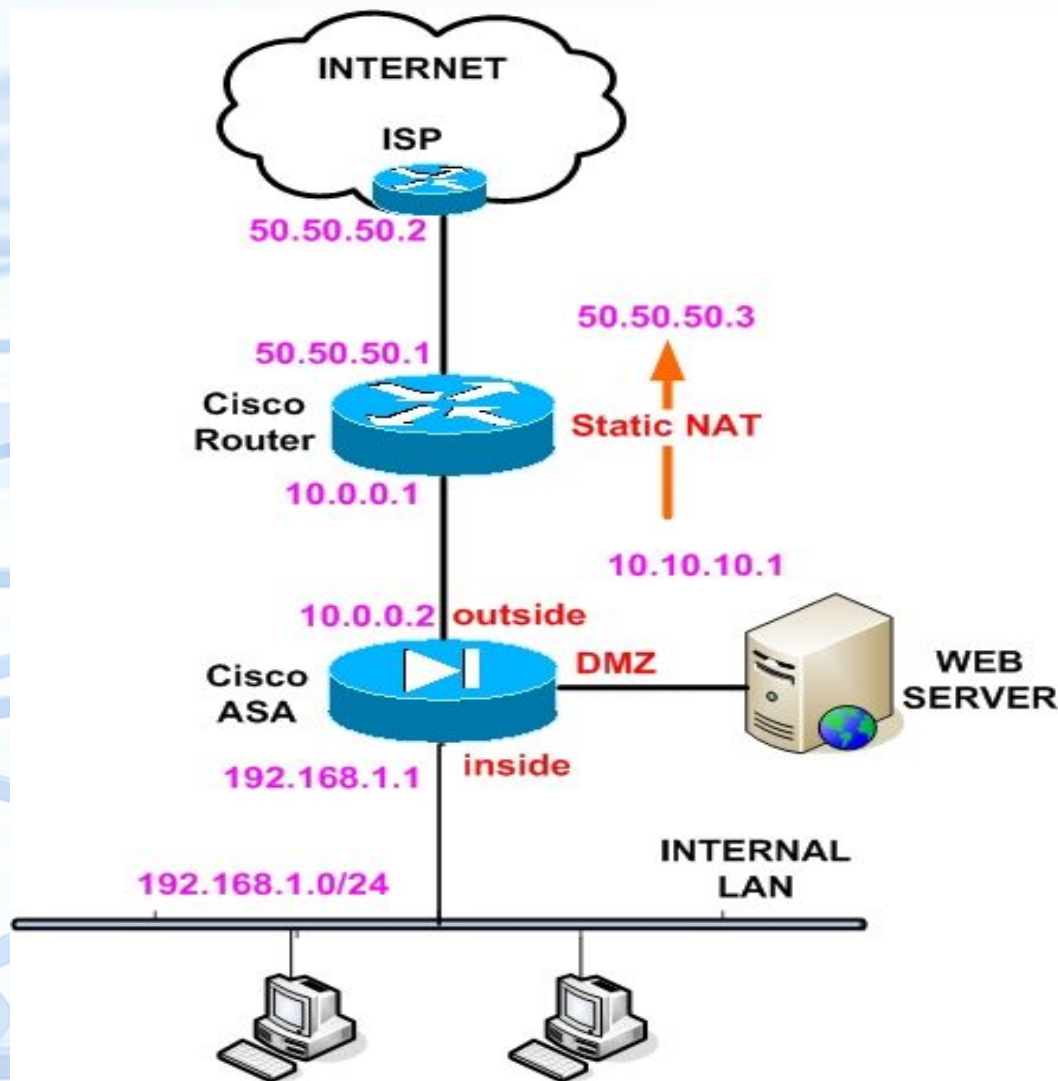 INTERNET
ISP
50.50.50.2
50.50.50.3
50.50.50.1
Cisco
Router
Static NAT
10.0.0.1
10.10.10.1
10.0.0.2
outside
Cisco
ASA
DMZ
WEB
SERVER
inside
192.168.1.1
INTERNAL
LAN
192.168.1.0/24